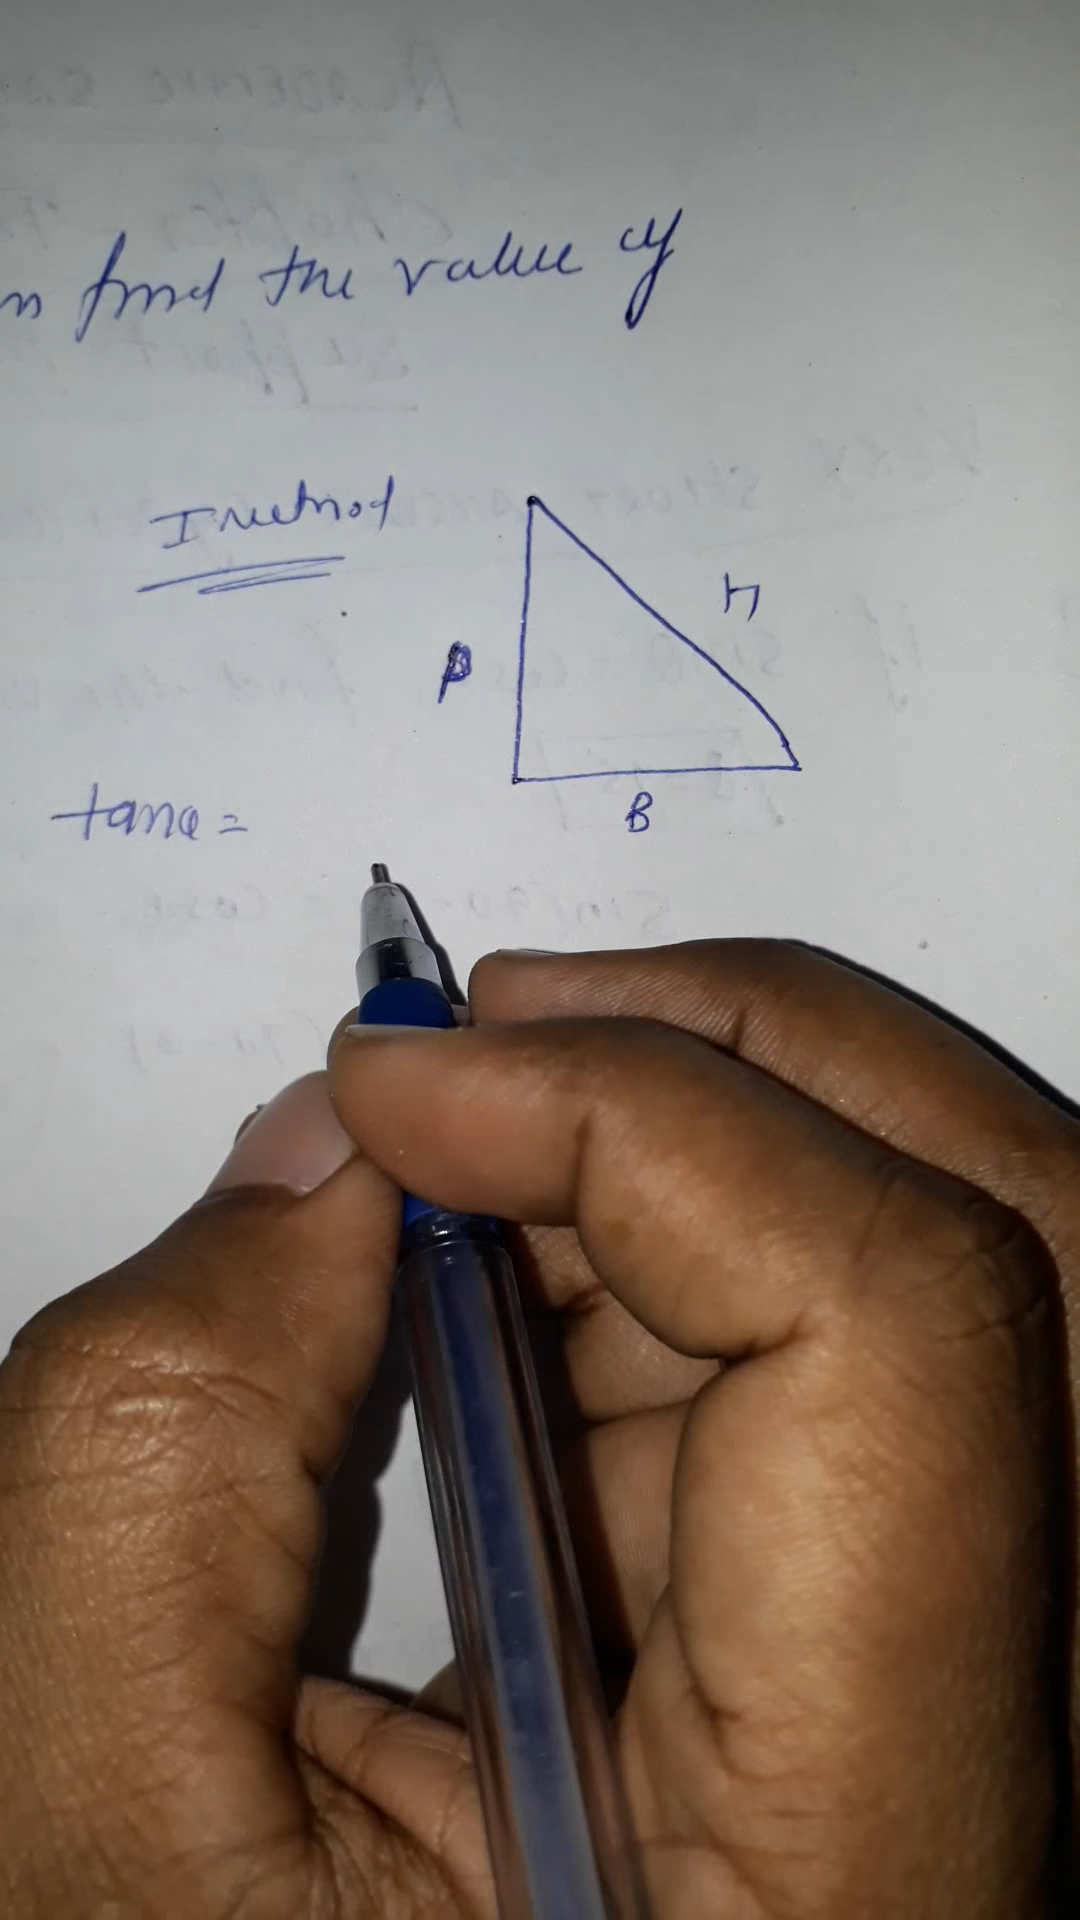 n find the value of
I method
H
P
tanθ =
B